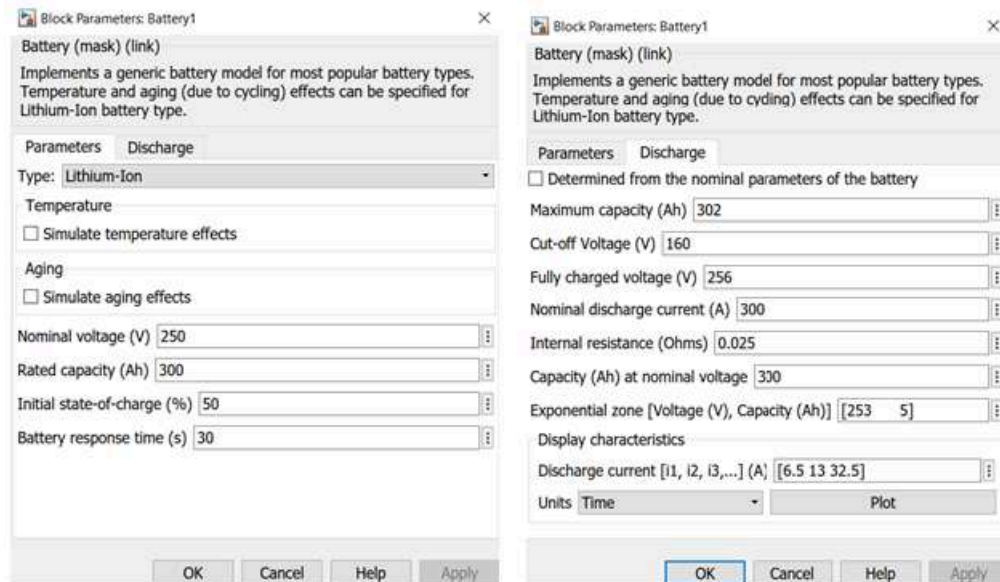 Block Parameters: Battery1
Battery (mask) (link)
Implements a generic battery model for most popular battery types.
Temperature and aging (due to cycling) effects can be specified for
Lithium-Ion battery type.
Parameters Discharge
Type: Lithium-Ion
Temperature
Simulate temperature effects
Aging
Simulate aging effects
Nominal voltage (V) 250
Rated capacity (Ah) 300
Initial state-of-charge (%) 50
Battery response time (s) 30
OK Cancel Help Apply
Block Parameters: Battery1
Battery (mask) (link)
Implements a generic battery model for most popular battery types.
Temperature and aging (due to cycling) effects can be specified for
Lithium-Ion battery type.
Parameters Discharge
Determined from the nominal parameters of the battery
Maximum capacity (Ah) 302
Cut-off Voltage (V) 160
Fully charged voltage (V) 256
Nominal discharge current (A) 300
Internal resistance (Ohms) 0.025
Capacity (Ah) at nominal voltage 300
Exponential zone [Voltage (V), Capacity (Ah)] [253 5]
Display characteristics
Discharge current [i1, i2, i3,...] (A) [6.5 13 32.5]
Units Time Plot
OK Cancel Help Apply